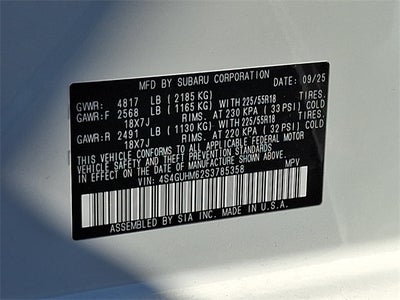 MFD BY SUBARU CORPORATION DATE: 09/25
GVWR: 4817 LB (2185 KG)
GAWR:F 2568 LB (1165 KG) WITH 225/55R18 TIRES.
18X7J RIMS. AT 230 KPA (33 PSI) COLD
GAWR:R 2491 LB (1130 KG) WITH 225/55R18 TIRES.
18X7J RIMS. AT 220 KPA (32 PSI) COLD
THIS VEHICLE CONFORMS TO ALL APPLICABLE FEDERAL MOTOR
VEHICLE SAFETY AND THEFT PREVENTION STANDARDS IN EFFECT
ON THE DATE OF MANUFACTURE SHOWN ABOVE.
VIN: 4S4GUHM62S3785358 MPV
ASSEMBLED BY SIA INC. MADE IN U.S.A.